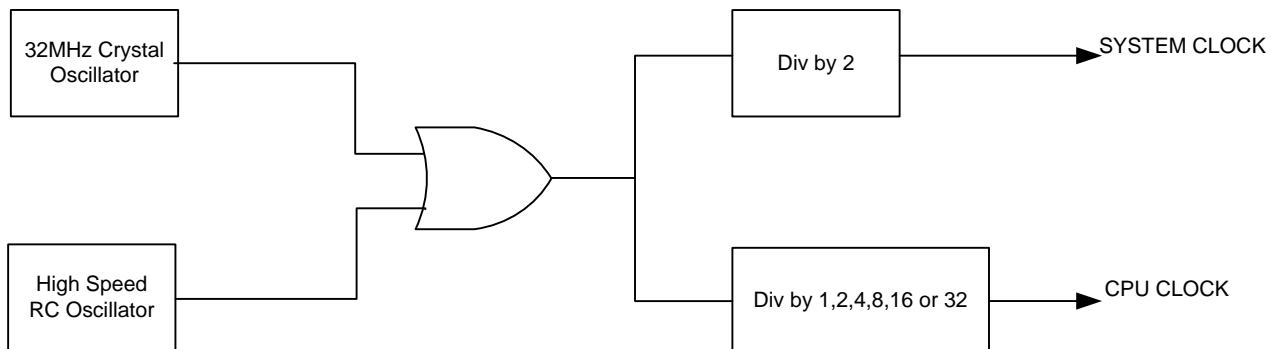 32MHz Crystal
Oscillator
Div by 2
SYSTEM CLOCK
High Speed
RC Oscillator
Div by 1,2,4,8,16 or 32
CPU CLOCK